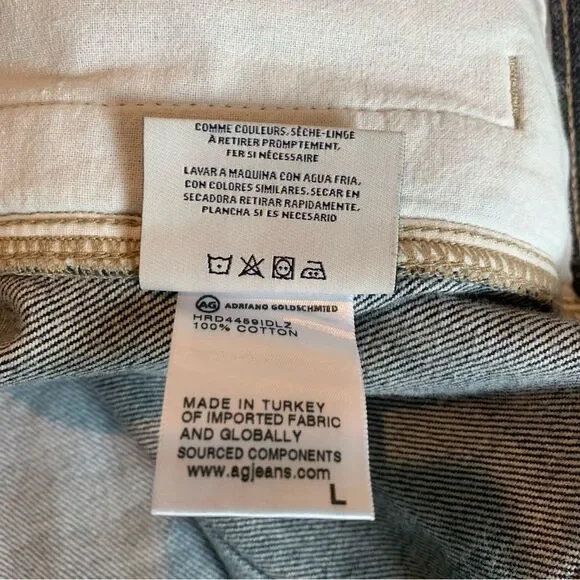 COMME COULEURS. SÈCHE-LINGE
À RETIRER PROMPTEMENT,
FER SI NÉCESSAIRE
LAVAR A MAQUINA CON AGUA FRIA,
CON COLORES SIMILARES. SECAR EN
SECADORA RETIRAR RAPIDAMENTE,
PLANCHA SI ES NECESARIO
AG ADRIANO GOLDSCHMIED
HRD4459IDLZ
100% COTTON
MADE IN TURKEY
OF IMPORTED FABRIC
AND GLOBALLY
SOURCED COMPONENTS
www.agjeans.com
L